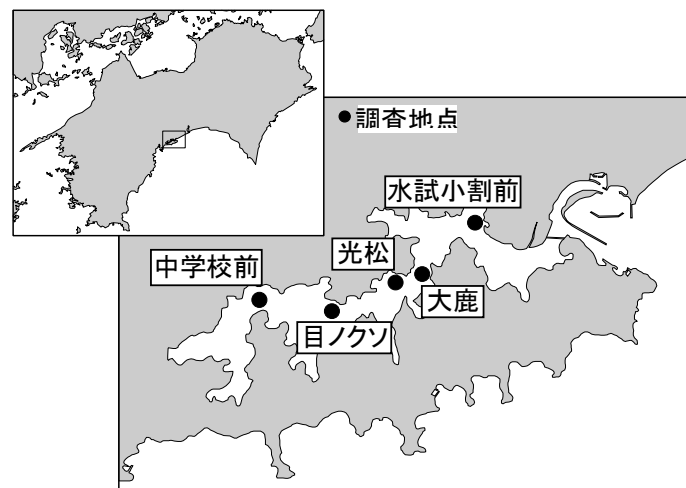 ●調査地点
水試小割前
光松
中学校前
大鹿
目ノクソ